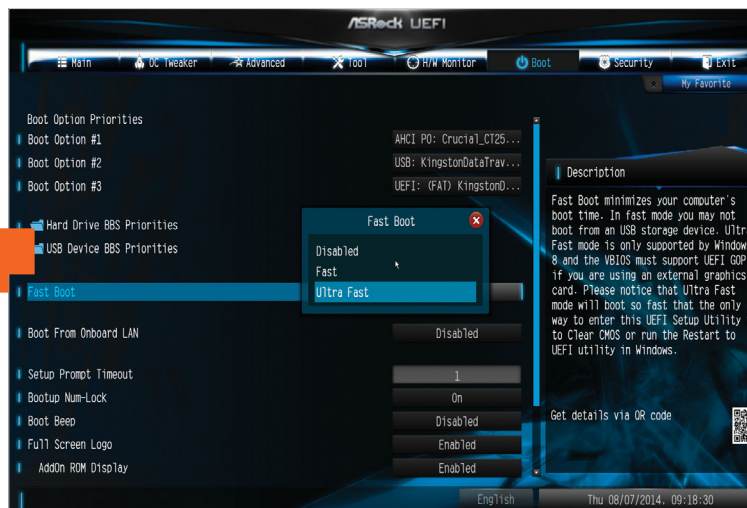 ASRock UEFI
Main
OC Tweaker
Advanced
Tool
H/W Monitor
Boot
Security
Exit
My Favorite
Boot Option Priorities
Boot Option #1
AHCI P0: Crucial_CT25...
Boot Option #2
USB: KingstonDataTrav...
Boot Option #3
UEFI: (FAT) KingstonD...
Hard Drive BBS Priorities
USB Device BBS Priorities
Fast Boot
Boot From Onboard LAN
Disabled
Setup Prompt Timeout
1
Bootup Num-Lock
On
Boot Beep
Disabled
Full Screen Logo
Enabled
AddOn ROM Display
Enabled
Fast Boot
Disabled
Fast
Ultra Fast
Description
Fast Boot minimizes your computer's
boot time. In fast mode you may not
boot from an USB storage device. Ultra
Fast mode is only supported by Window
8 and the VBIOS must support UEFI GOP
if you are using an external graphics
card. Please notice that Ultra Fast
mode will boot so fast that the only
way to enter this UEFI Setup Utility
to Clear CMOS or run the Restart to
UEFI utility in Windows.
Get details via QR code
English
Thu 08/07/2014. 09:18:30